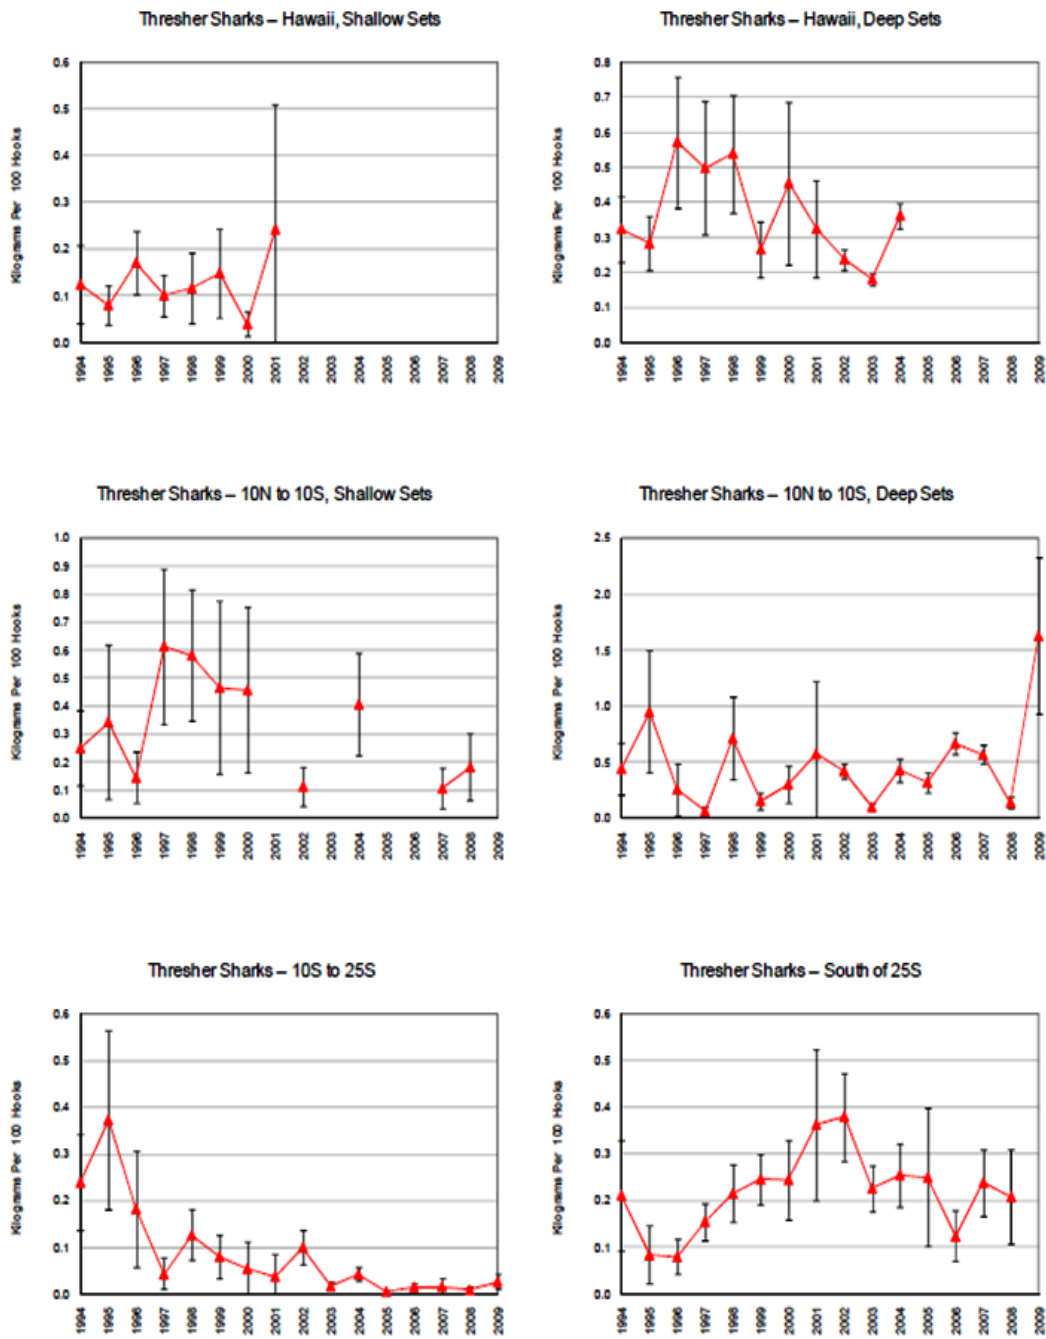 Thresher Sharks – Hawaii, Shallow Sets
Kilograms Per 100 Hooks
0.6
0.5
0.4
0.3
0.2
0.1
0.0
1994 1995 1996 1997 1998 1999 2000 2001 2002 2003 2004 2005 2006 2007 2008 2009
Thresher Sharks – Hawaii, Deep Sets
Kilograms Per 100 Hooks
0.8
0.7
0.6
0.5
0.4
0.3
0.2
0.1
0.0
1994 1995 1996 1997 1998 1999 2000 2001 2002 2003 2004 2005 2006 2007 2008 2009
Thresher Sharks – 10N to 10S, Shallow Sets
Kilograms Per 100 Hooks
1.0
0.9
0.8
0.7
0.6
0.5
0.4
0.3
0.2
0.1
0.0
1994 1995 1996 1997 1998 1999 2000 2001 2002 2003 2004 2005 2006 2007 2008 2009
Thresher Sharks – 10N to 10S, Deep Sets
Kilograms Per 100 Hooks
2.5
2.0
1.5
1.0
0.5
0.0
1994 1995 1996 1997 1998 1999 2000 2001 2002 2003 2004 2005 2006 2007 2008 2009
Thresher Sharks – 10S to 25S
Kilograms Per 100 Hooks
0.6
0.5
0.4
0.3
0.2
0.1
0.0
1994 1995 1996 1997 1998 1999 2000 2001 2002 2003 2004 2005 2006 2007 2008 2009
Thresher Sharks – South of 25S
Kilograms Per 100 Hooks
0.6
0.5
0.4
0.3
0.2
0.1
0.0
1994 1995 1996 1997 1998 1999 2000 2001 2002 2003 2004 2005 2006 2007 2008 2009